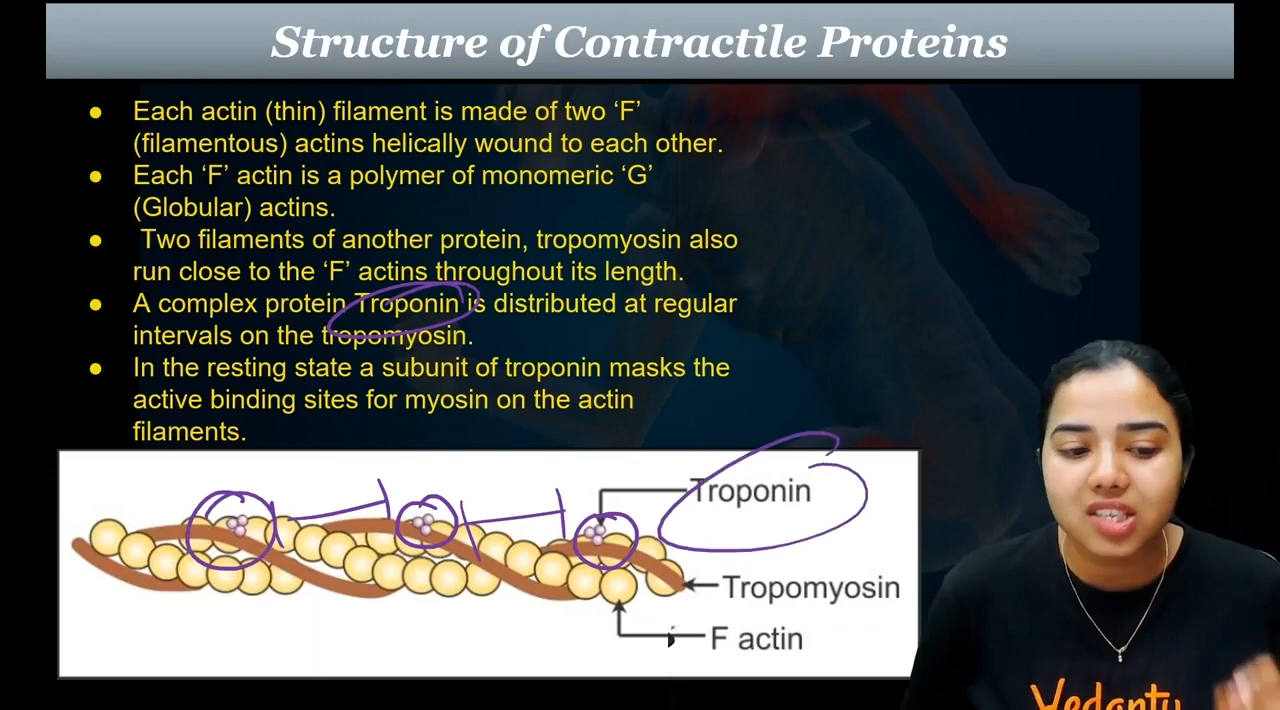 Structure of Contractile Proteins
● Each actin (thin) filament is made of two ‘F’
(filamentous) actins helically wound to each other.
● Each ‘F’ actin is a polymer of monomeric ‘G’
(Globular) actins.
● Two filaments of another protein, tropomyosin also
run close to the ‘F’ actins throughout its length.
● A complex protein Troponin is distributed at regular
intervals on the tropomyosin.
● In the resting state a subunit of troponin masks the
active binding sites for myosin on the actin
filaments.
Troponin
Tropomyosin
F actin
Vedantu